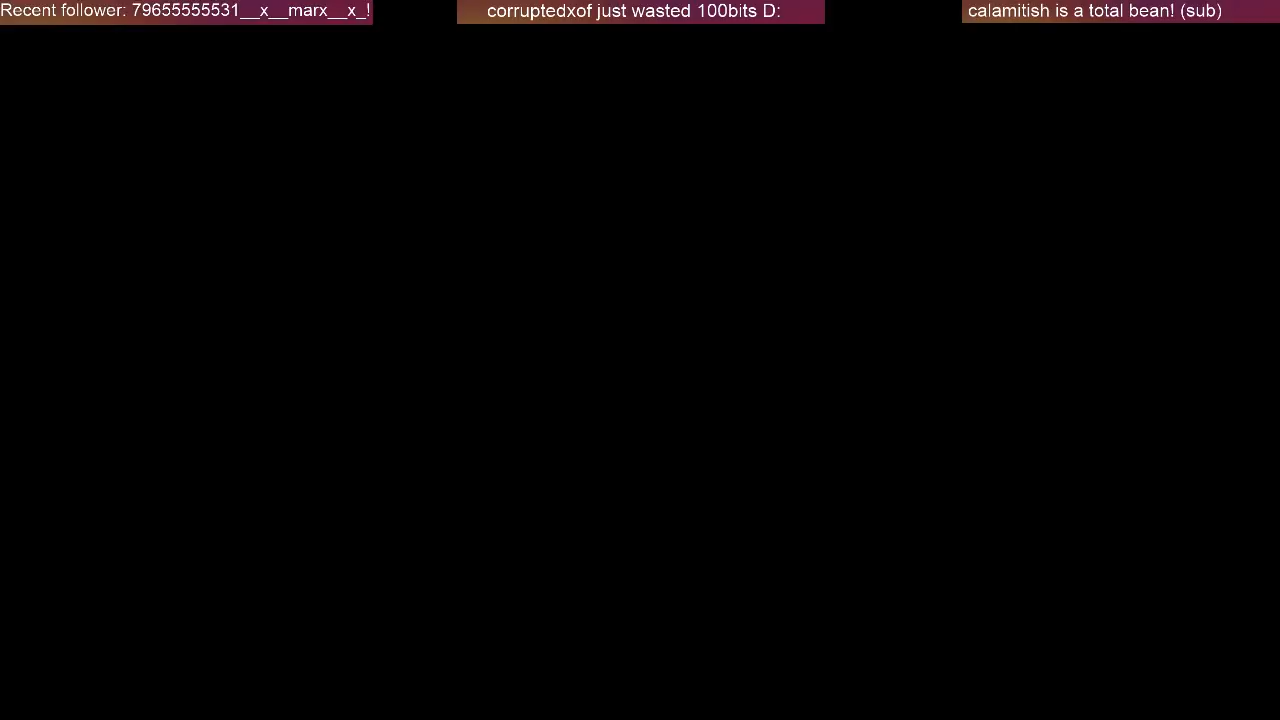 Recent follower: 79655555531__x__marx__x_!
corruptedxof just wasted 100bits D:
calamitish is a total bean! (sub)